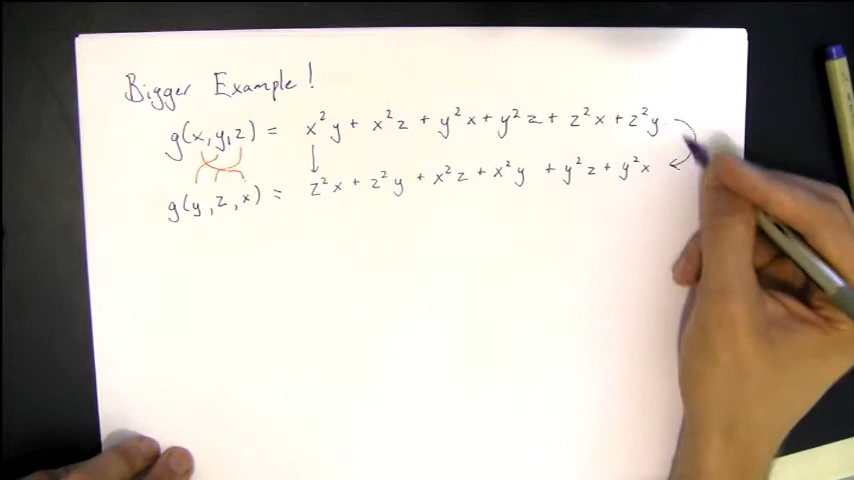 Bigger Example!
g(x,y,z) = x²y + x²z + y²x + y²z + z²x + z²y
g(y,z,x) = z²x + z²y + x²z + x²y + y²z + y²x